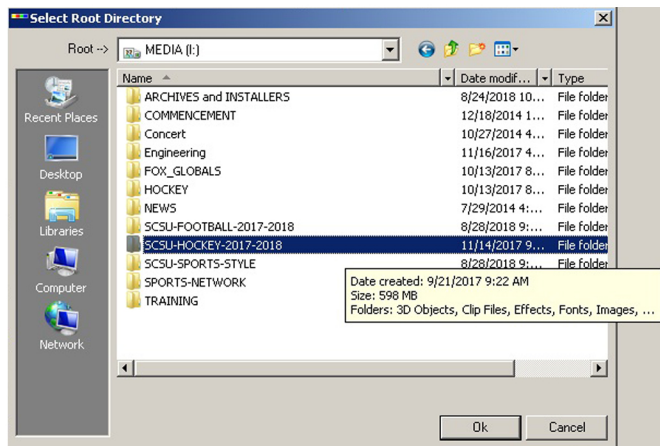 Select Root Directory
Root --> MEDIA (I:)
Name Date modif... Type
ARCHIVES and INSTALLERS 8/24/2018 10... File folder
COMMENCEMENT 12/18/2014 1... File folder
Concert 10/27/2014 4... File folder
Engineering 11/16/2017 4... File folder
FOX_GLOBALS 10/13/2017 8... File folder
HOCKEY 10/13/2017 8... File folder
NEWS 7/29/2014 4:... File folder
SCSU-FOOTBALL-2017-2018 8/28/2018 9:... File folder
SCSU-HOCKEY-2017-2018 11/14/2017 9... File folder
SCSU-SPORTS-STYLE 8/28/2018 9:... File folder
SPORTS-NETWORK
TRAINING
Date created: 9/21/2017 9:22 AM
Size: 598 MB
Folders: 3D Objects, Clip Files, Effects, Fonts, Images, ...
Recent Places
Desktop
Libraries
Computer
Network
Ok Cancel